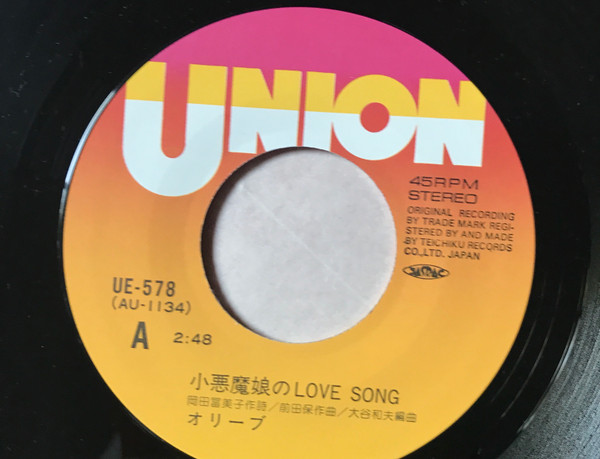 UNION
45RPM
STEREO
ORIGINAL RECORDING
BY TRADE MARK REGI-
STERED BY AND MADE
BY TEICHIKU RECORDS
CO., LTD. JAPAN
JASRAC
UE-578
(AU-1134)
A 2:48
小悪魔娘のLOVE SONG
岡田冨美子作詩／前田保作曲／大谷和夫編曲
オリーブ